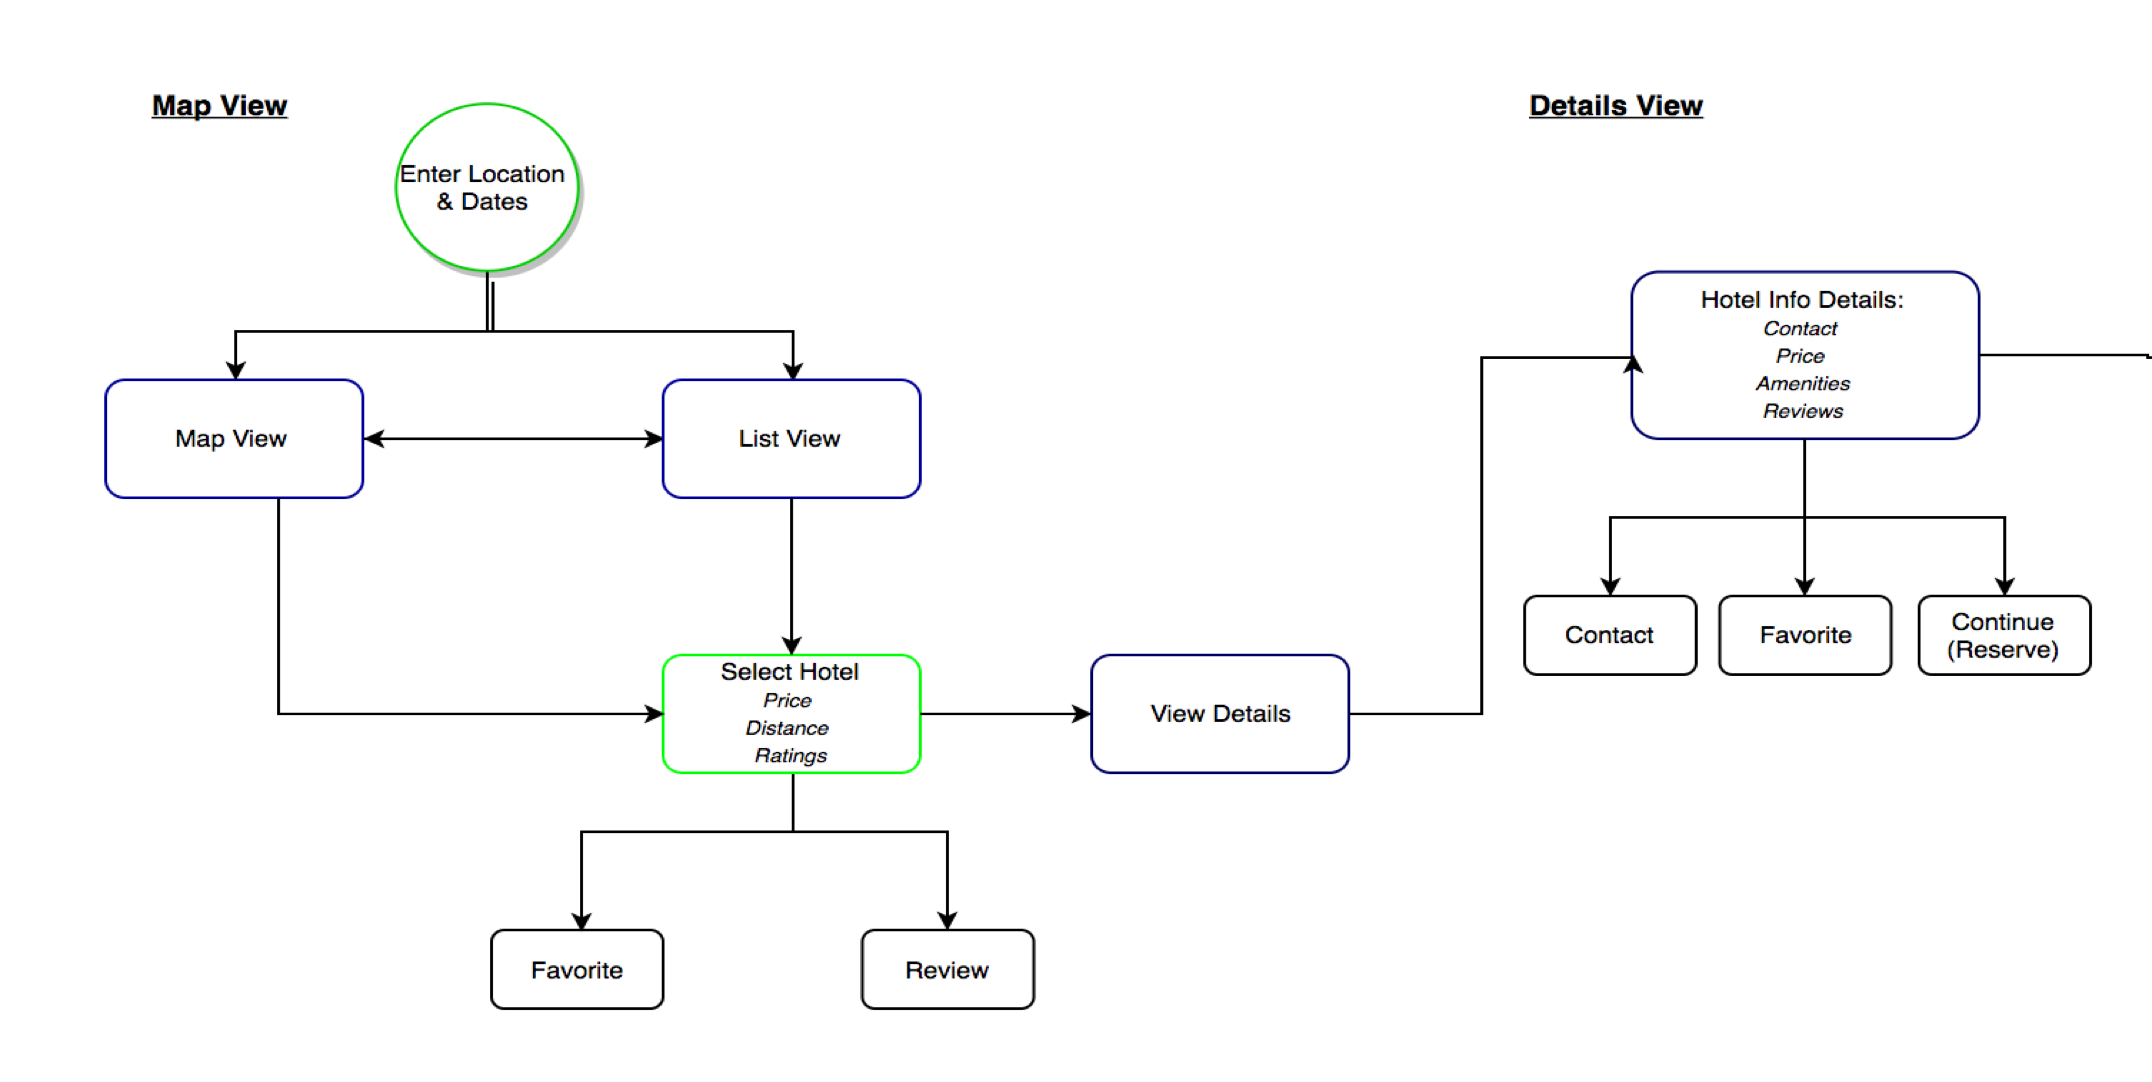 Map View
Enter Location
& Dates
Map View
List View
Select Hotel
Price
Distance
Ratings
View Details
Favorite
Review
Details View
Hotel Info Details:
Contact
Price
Amenities
Reviews
Contact
Favorite
Continue
(Reserve)